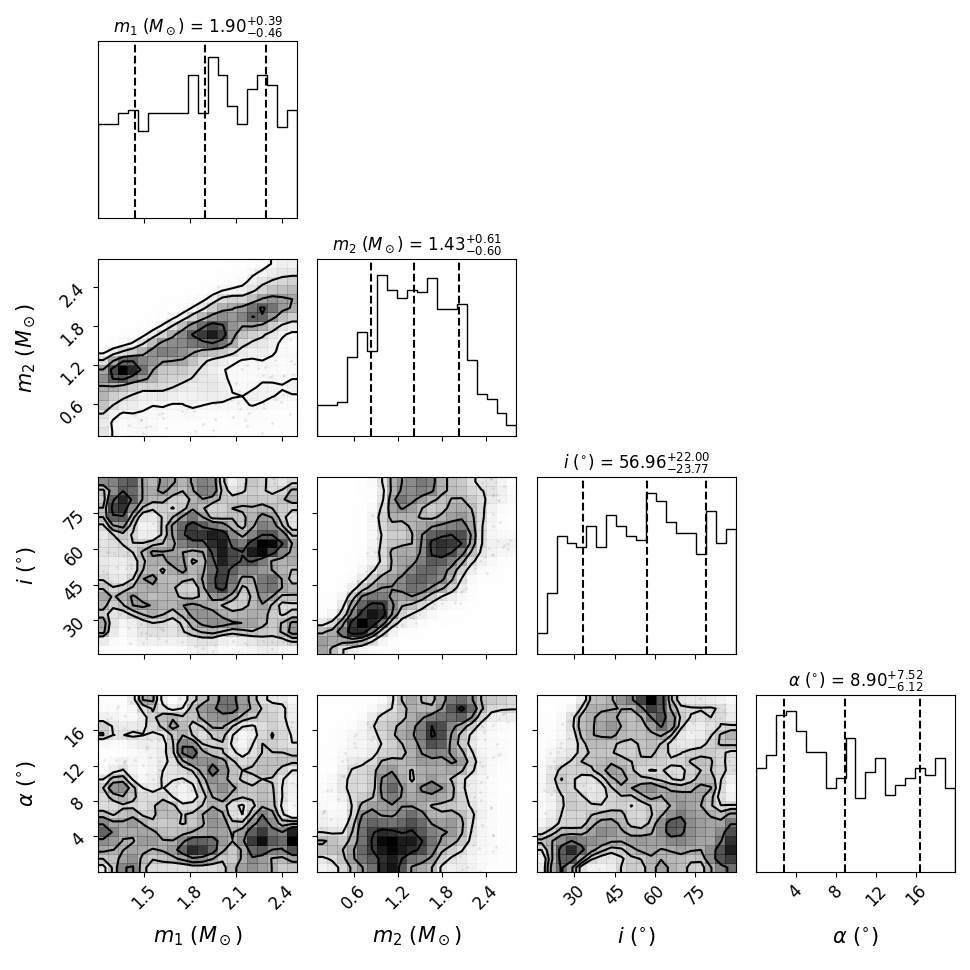 m₁ (M⊙) = 1.90+0.39−0.46
m₂ (M⊙) = 1.43+0.61−0.60
2.4
1.8
1.2
0.6
m₂ (M⊙)
i (°) = 56.96+22.00−23.77
75
60
45
30
i (°)
α (°) = 8.90+7.52−6.12
16
12
8
4
α (°)
1.5 1.8 2.1 2.4 0.6 1.2 1.8 2.4 30 45 60 75 4 8 12 16
m₁ (M⊙) m₂ (M⊙) i (°) α (°)